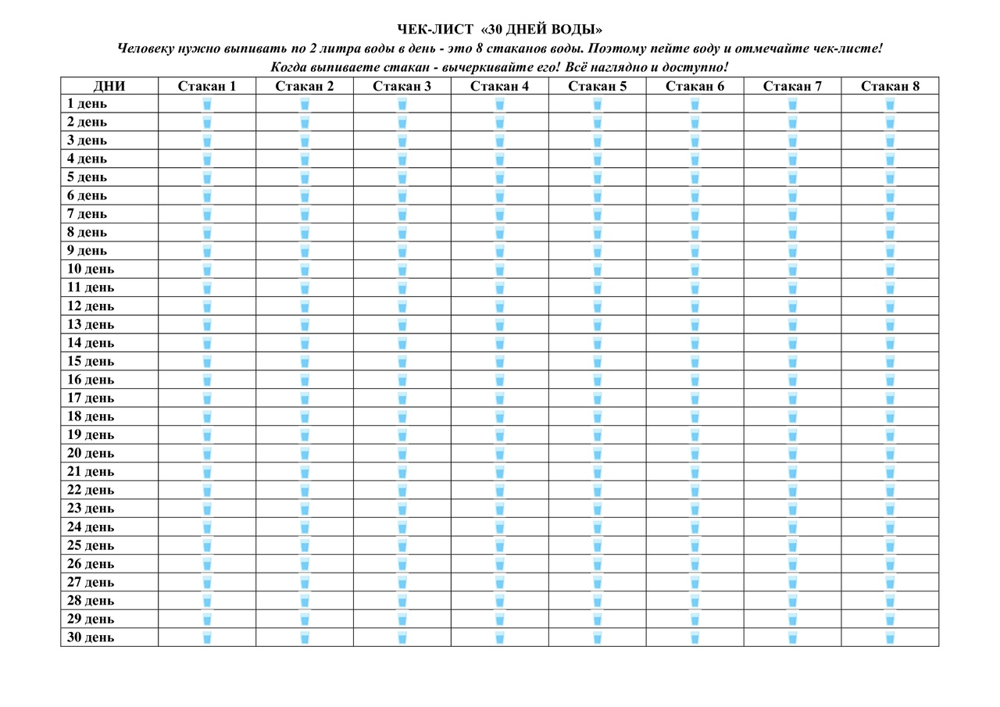 ЧЕК-ЛИСТ «30 ДНЕЙ ВОДЫ»
Человеку нужно выпивать по 2 литра воды в день - это 8 стаканов воды. Поэтому пейте воду и отмечайте чек-листе!
Когда выпиваете стакан - вычеркивайте его! Всё наглядно и доступно!
ДНИ Стакан 1 Стакан 2 Стакан 3 Стакан 4 Стакан 5 Стакан 6 Стакан 7 Стакан 8
1 день
2 день
3 день
4 день
5 день
6 день
7 день
8 день
9 день
10 день
11 день
12 день
13 день
14 день
15 день
16 день
17 день
18 день
19 день
20 день
21 день
22 день
23 день
24 день
25 день
26 день
27 день
28 день
29 день
30 день